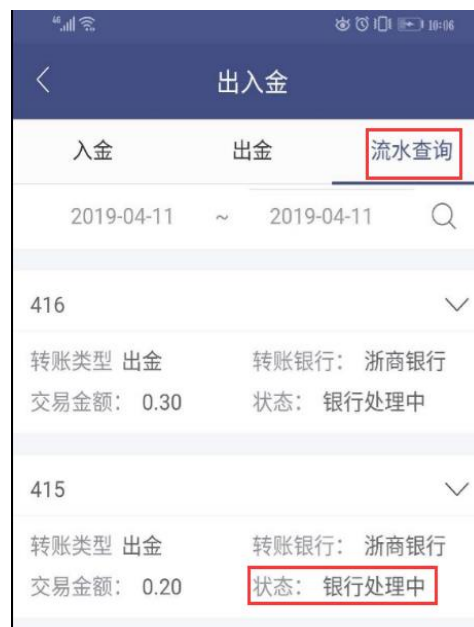 46 10:06
出入金
入金 出金 流水查询
2019-04-11 ~ 2019-04-11
416
转账类型 出金 转账银行： 浙商银行
交易金额： 0.30 状态： 银行处理中
415
转账类型 出金 转账银行： 浙商银行
交易金额： 0.20 状态： 银行处理中